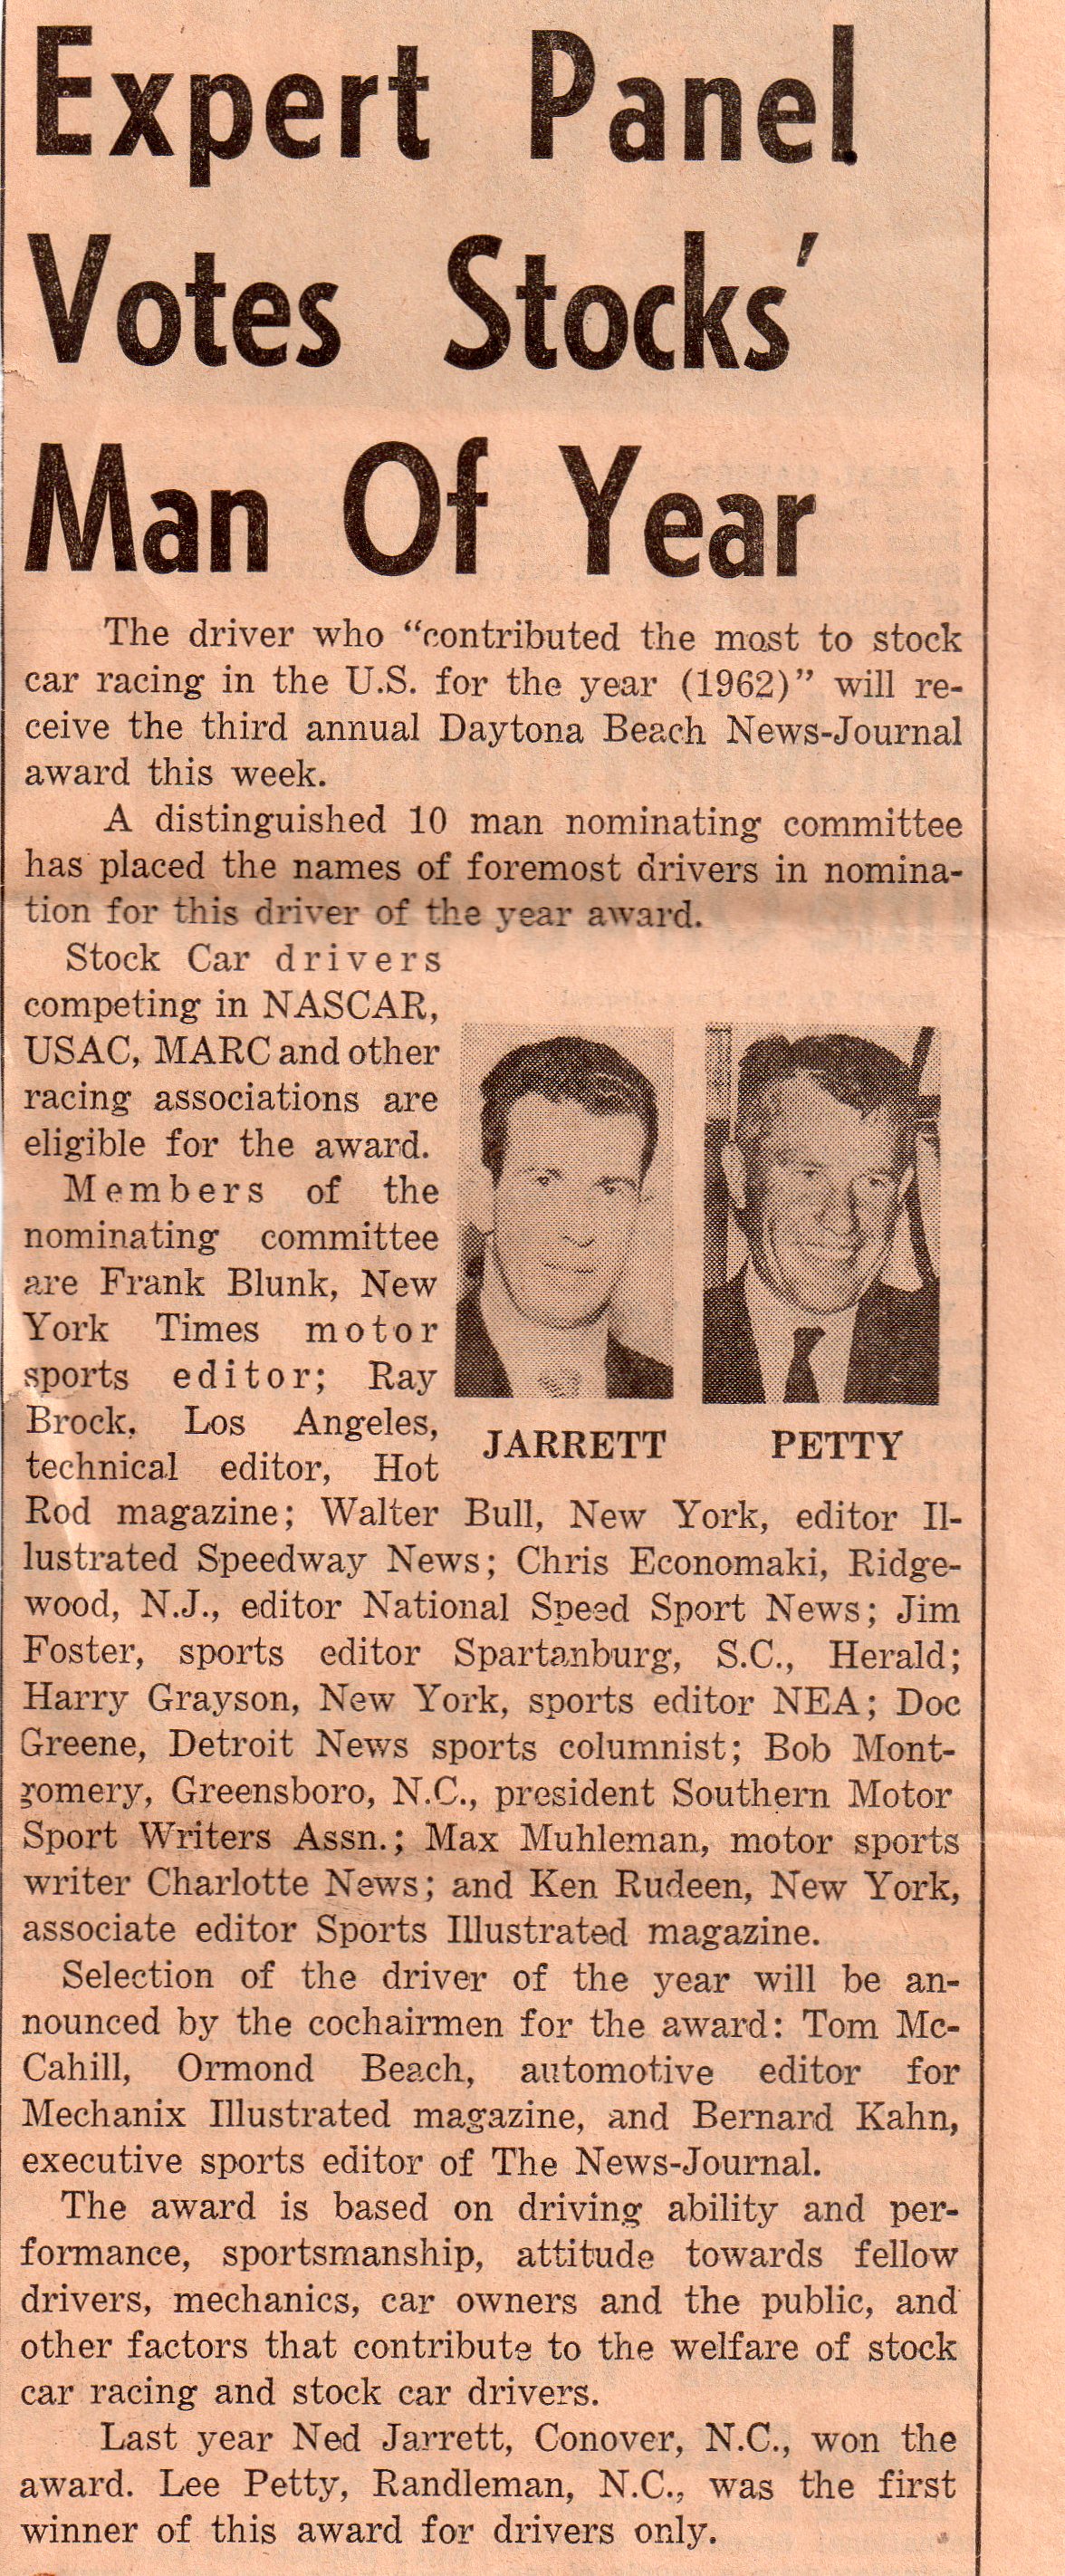 Expert Panel
Votes Stocks'
Man Of Year
The driver who “contributed the most to stock
car racing in the U.S. for the year (1962)” will re-
ceive the third annual Daytona Beach News-Journal
award this week.
A distinguished 10 man nominating committee
has placed the names of foremost drivers in nomina-
tion for this driver of the year award.
Stock Car drivers
competing in NASCAR,
USAC, MARC and other
racing associations are
eligible for the award.
Members of the
nominating committee
are Frank Blunk, New
York Times motor
sports editor; Ray
Brock, Los Angeles,
technical editor, Hot
JARRETT PETTY
Rod magazine; Walter Bull, New York, editor Il-
lustrated Speedway News; Chris Economaki, Ridge-
wood, N.J., editor National Speed Sport News; Jim
Foster, sports editor Spartanburg, S.C., Herald;
Harry Grayson, New York, sports editor NEA; Doc
Greene, Detroit News sports columnist; Bob Mont-
gomery, Greensboro, N.C., president Southern Motor
Sport Writers Assn.; Max Muhleman, motor sports
writer Charlotte News; and Ken Rudeen, New York,
associate editor Sports Illustrated magazine.
Selection of the driver of the year will be an-
nounced by the cochairmen for the award: Tom Mc-
Cahill, Ormond Beach, automotive editor for
Mechanix Illustrated magazine, and Bernard Kahn,
executive sports editor of The News-Journal.
The award is based on driving ability and per-
formance, sportsmanship, attitude towards fellow
drivers, mechanics, car owners and the public, and
other factors that contribute to the welfare of stock
car racing and stock car drivers.
Last year Ned Jarrett, Conover, N.C., won the
award. Lee Petty, Randleman, N.C., was the first
winner of this award for drivers only.